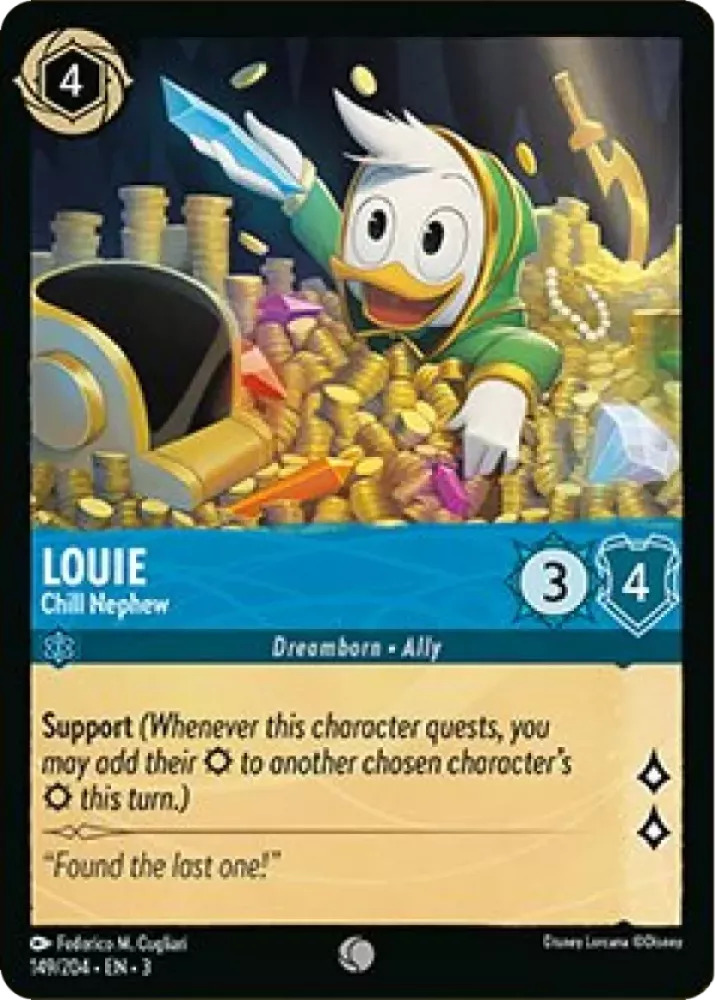 4
LOUIE
Chill Nephew
3
4
Dreamborn • Ally
Support (Whenever this character quests, you
may add their to another chosen character's
this turn.)
“Found the last one!”
Federico M. Cugliari
Disney Lorcana ©Disney
149/204 • EN • 3